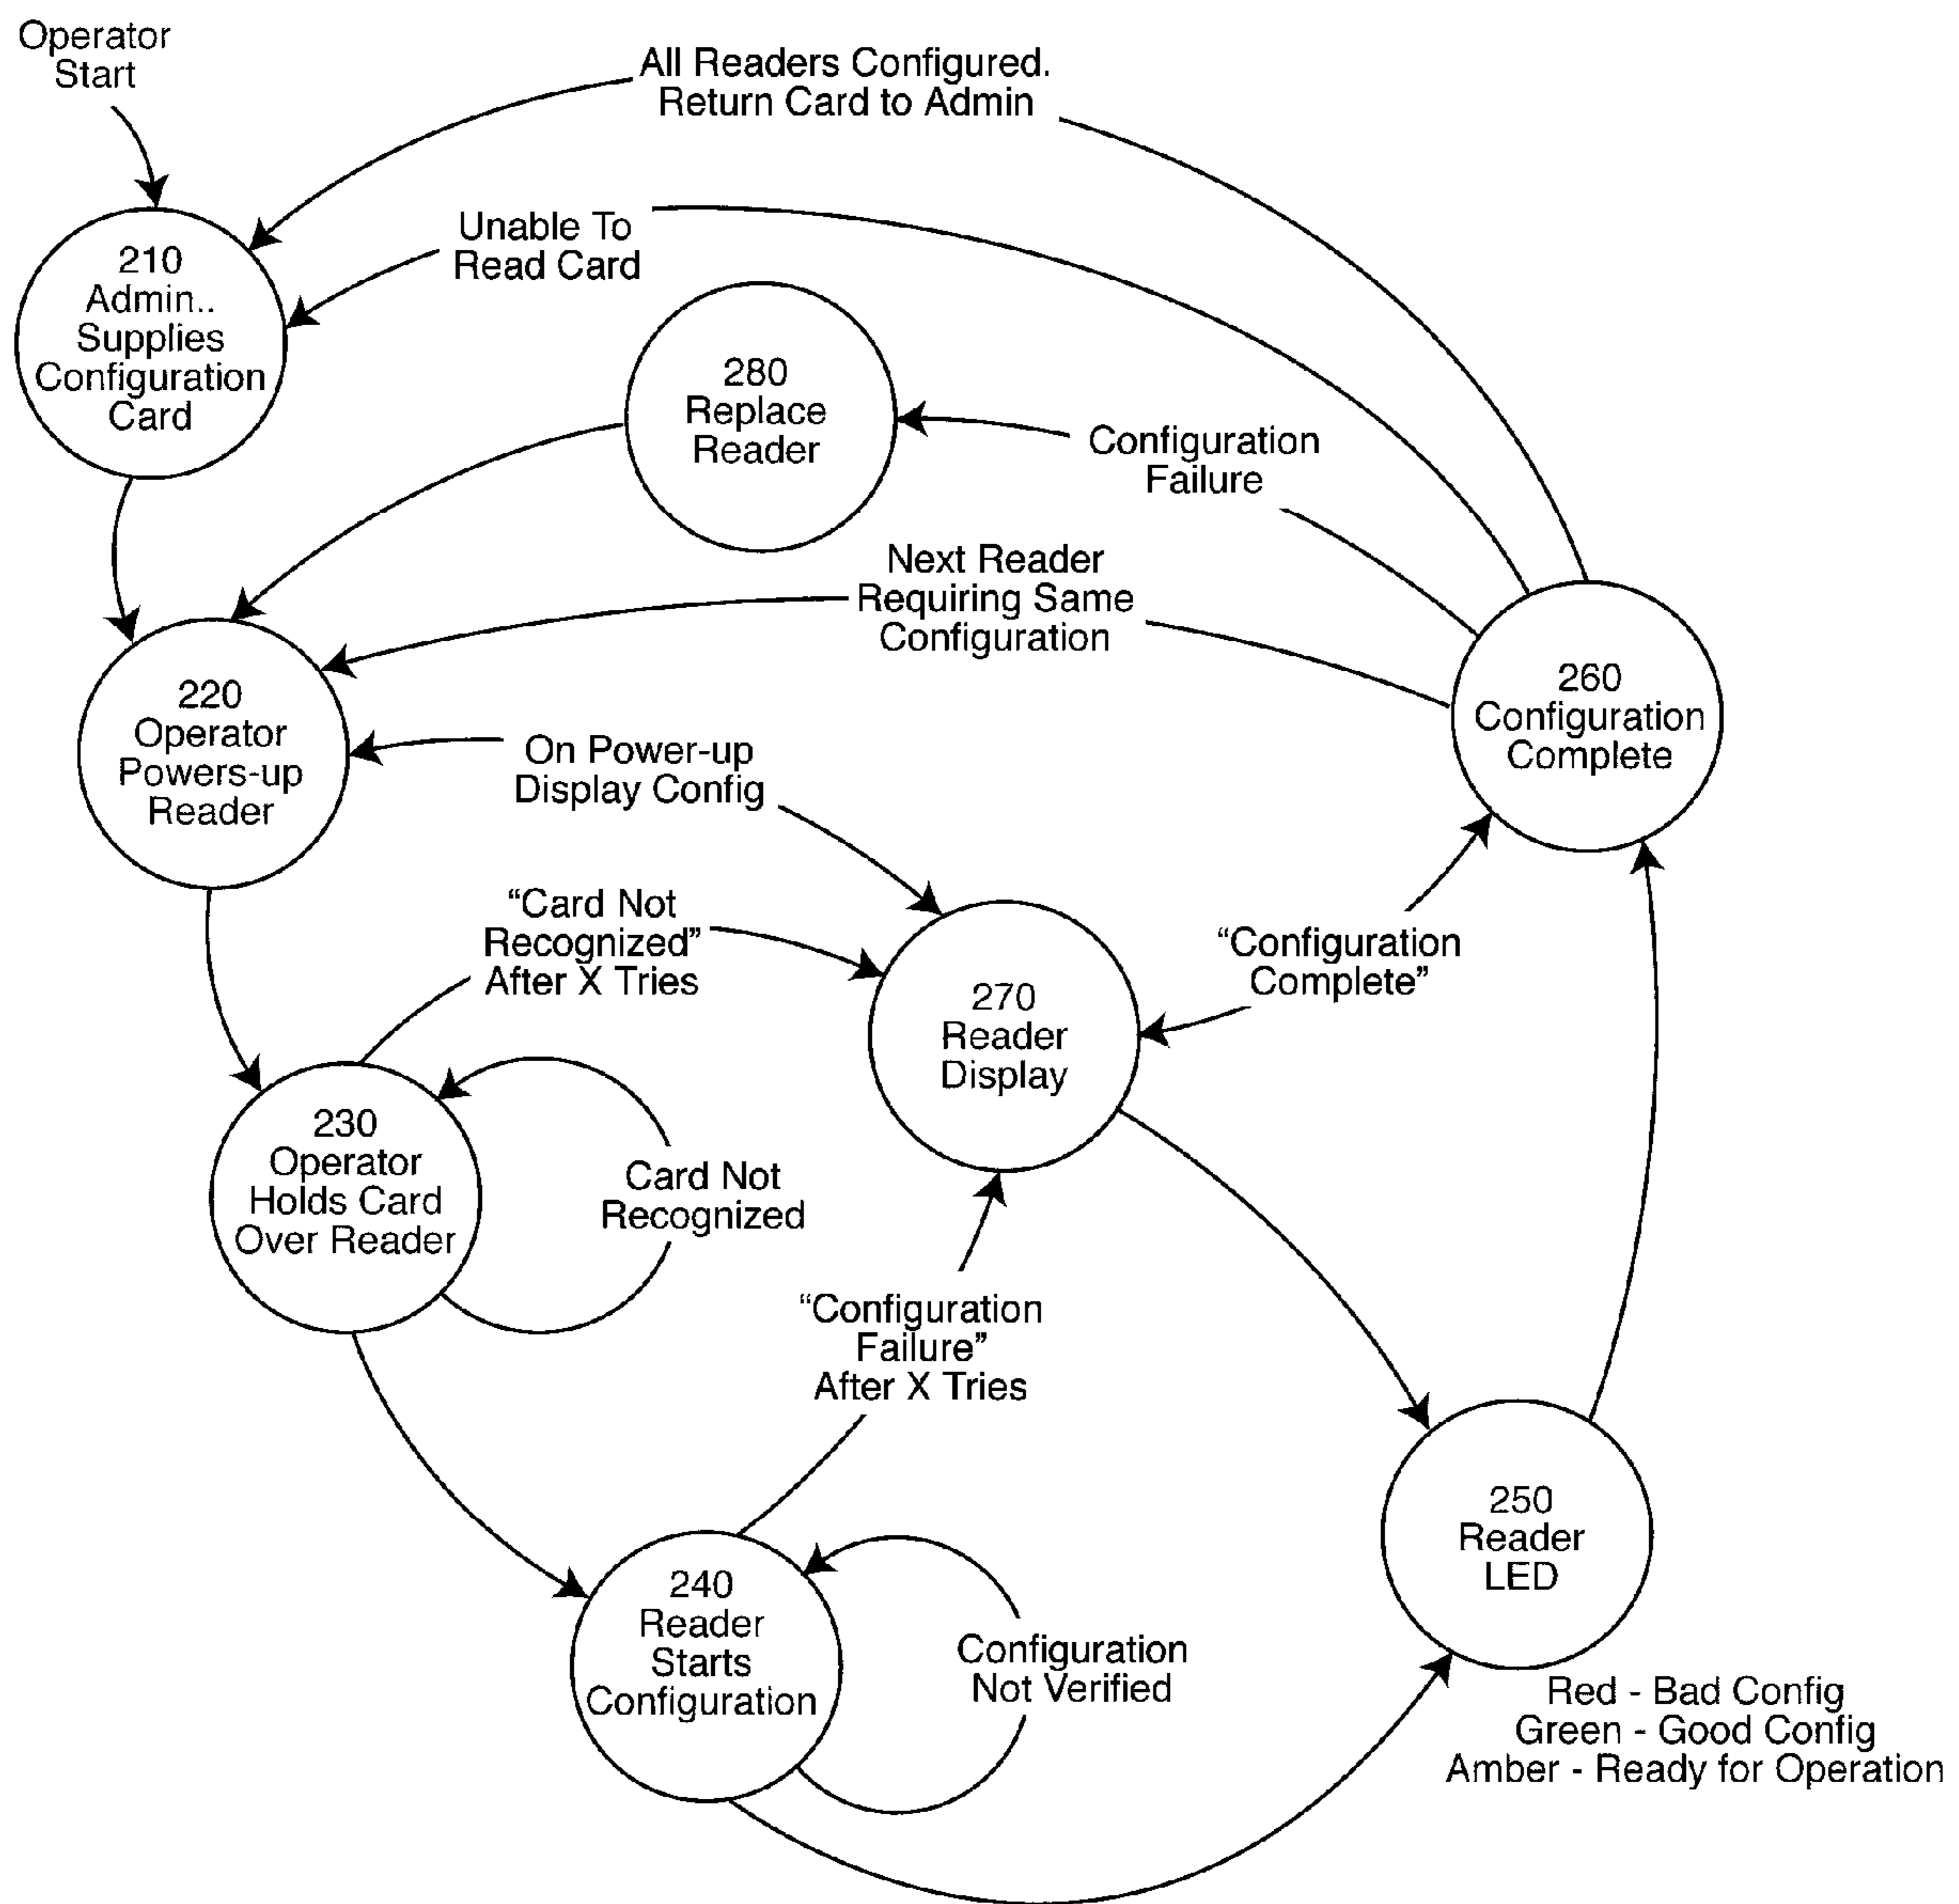 Operator
Start
All Readers Configured.
Return Card to Admin
Unable To
Read Card
210
Admin..
Supplies
Configuration
Card
280
Replace
Reader
Configuration
Failure
Next Reader
Requiring Same
Configuration
220
Operator
Powers-up
Reader
On Power-up
Display Config
260
Configuration
Complete
“Card Not
Recognized”
After X Tries
“Configuration
Complete”
270
Reader
Display
230
Operator
Holds Card
Over Reader
Card Not
Recognized
“Configuration
Failure”
After X Tries
250
Reader
LED
240
Reader
Starts
Configuration
Configuration
Not Verified
Red - Bad Config
Green - Good Config
Amber - Ready for Operation